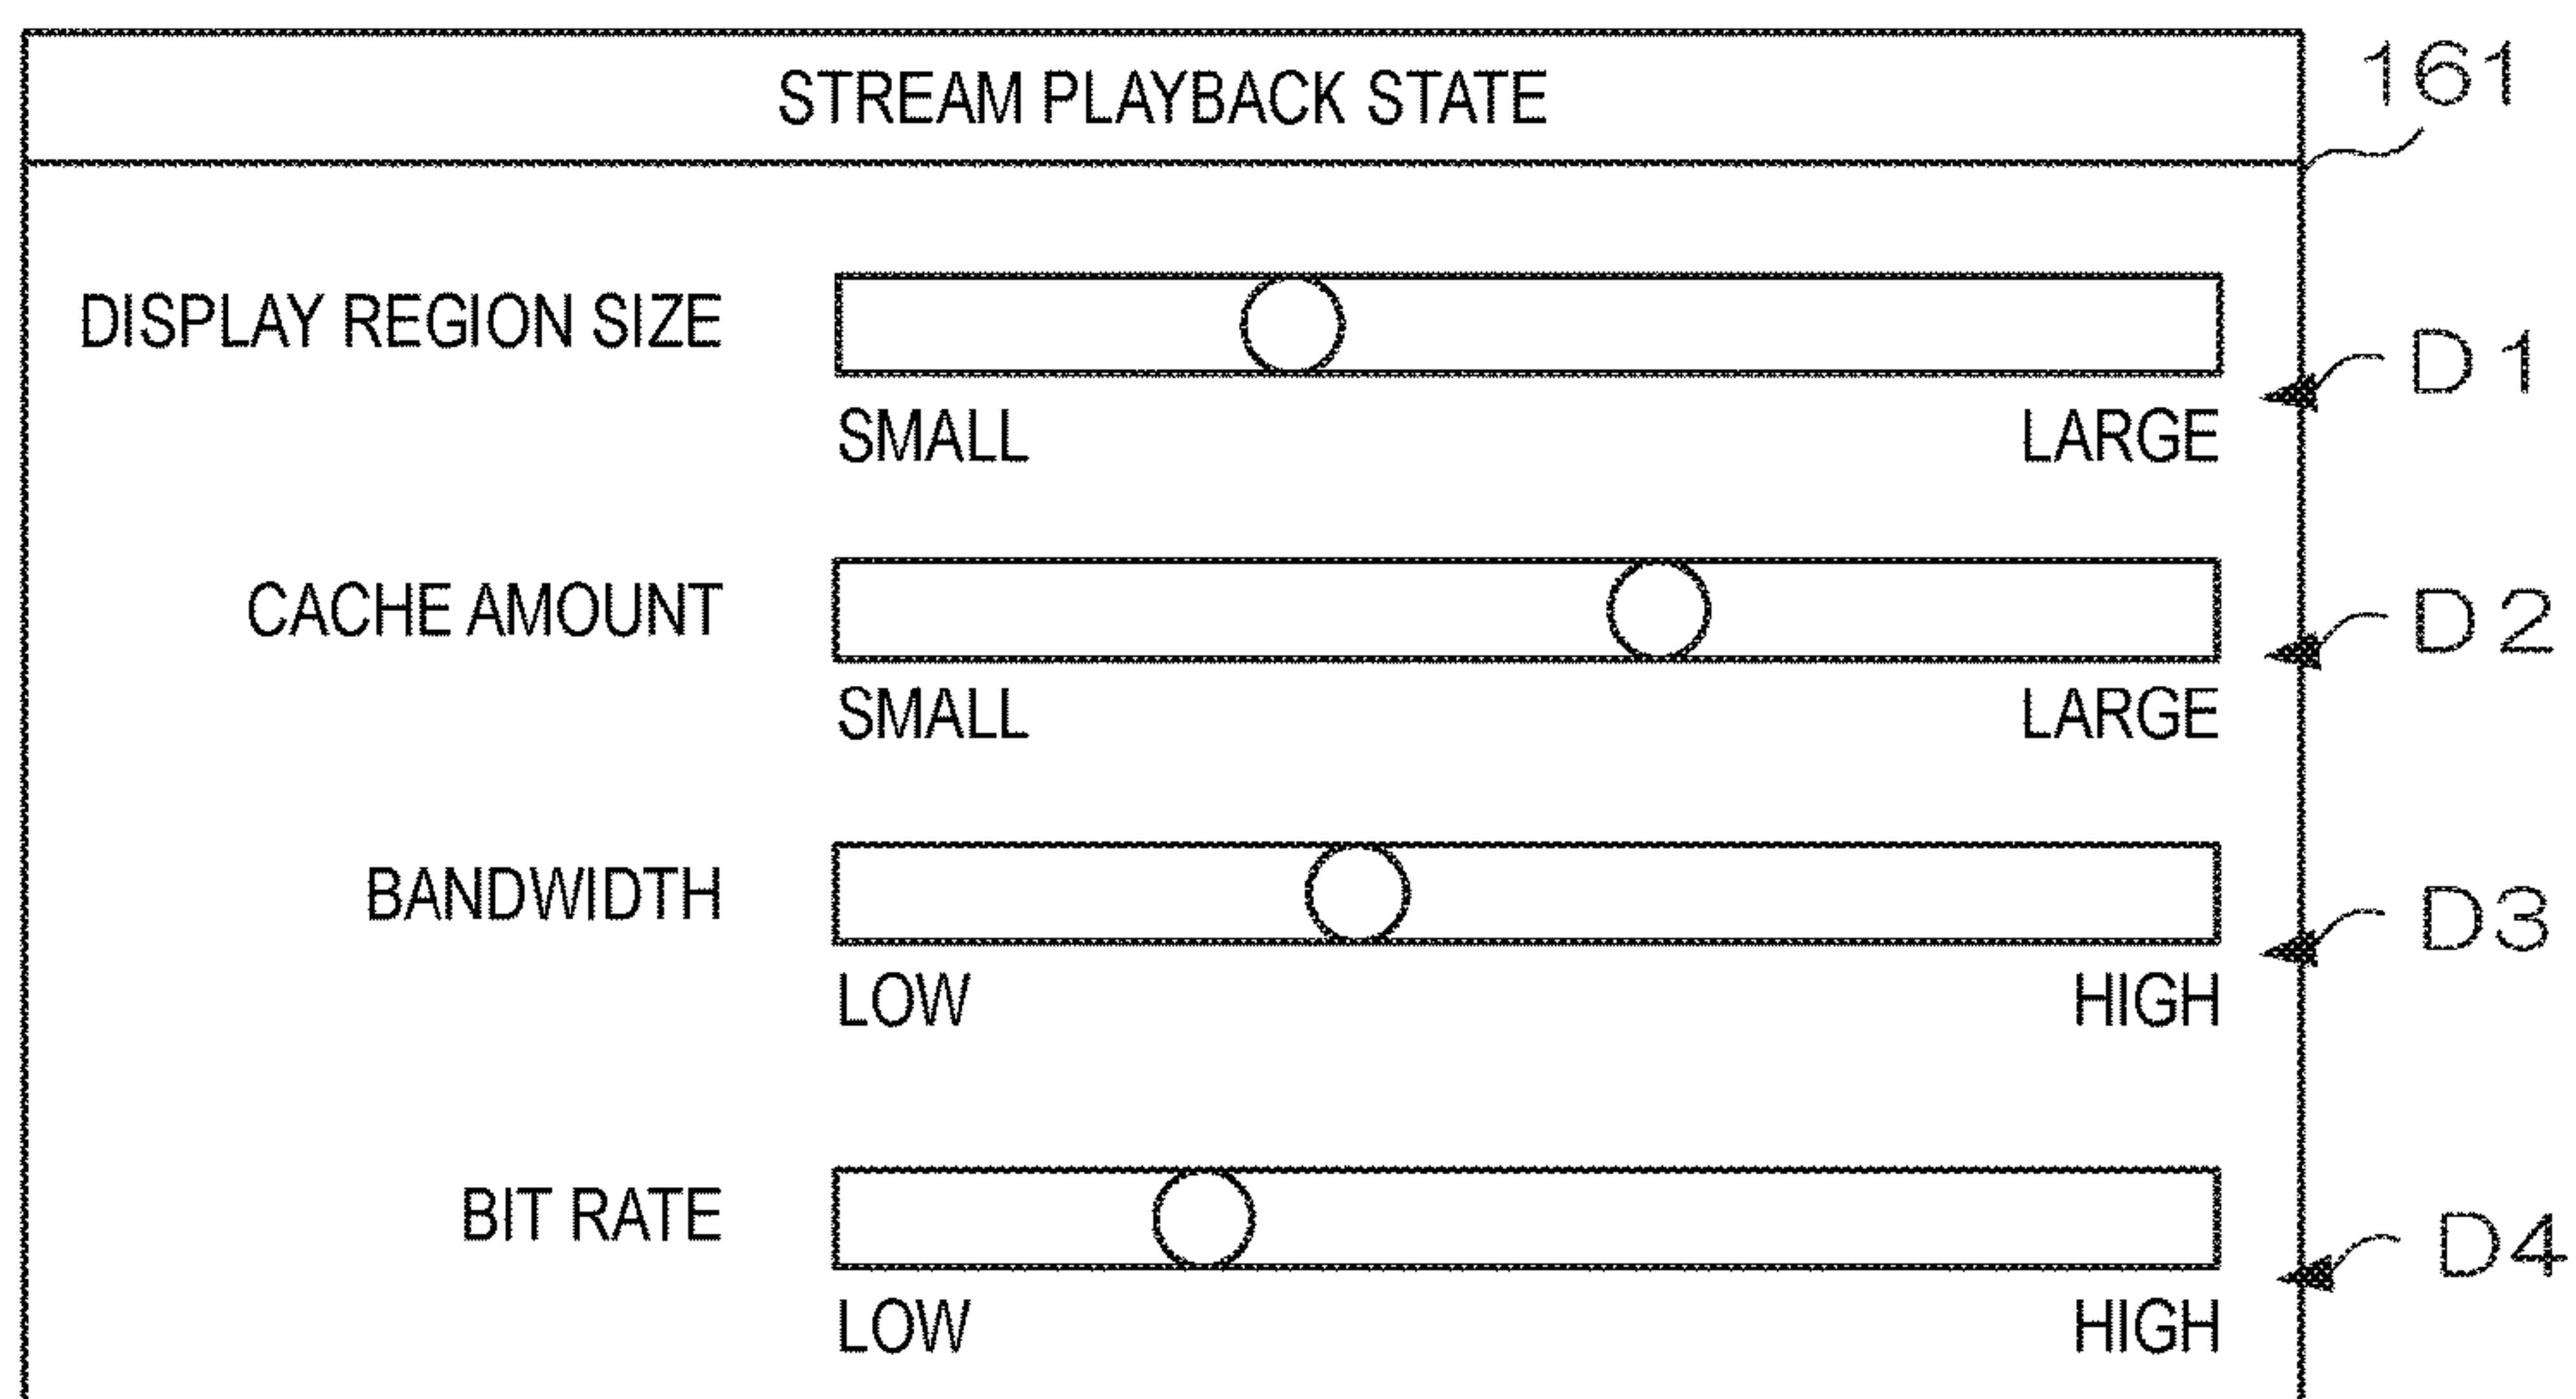 STREAM PLAYBACK STATE
161
DISPLAY REGION SIZE
D1
SMALL LARGE
CACHE AMOUNT
D2
SMALL LARGE
BANDWIDTH
D3
LOW HIGH
BIT RATE
D4
LOW HIGH